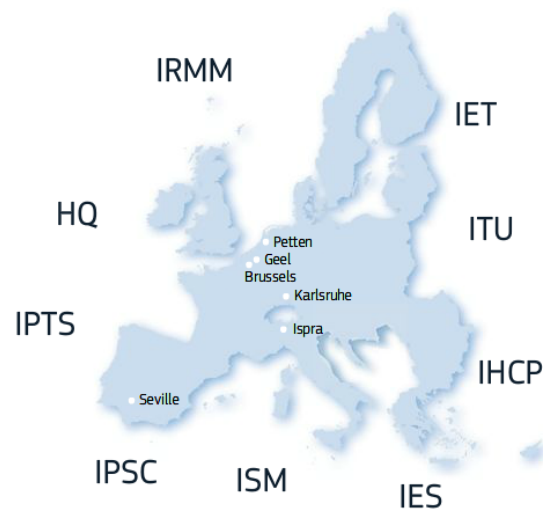 IRMM
IET
HQ
ITU
Petten
Geel
Brussels
Karlsruhe
IPTS
Ispra
IHCP
Seville
IPSC
ISM
IES